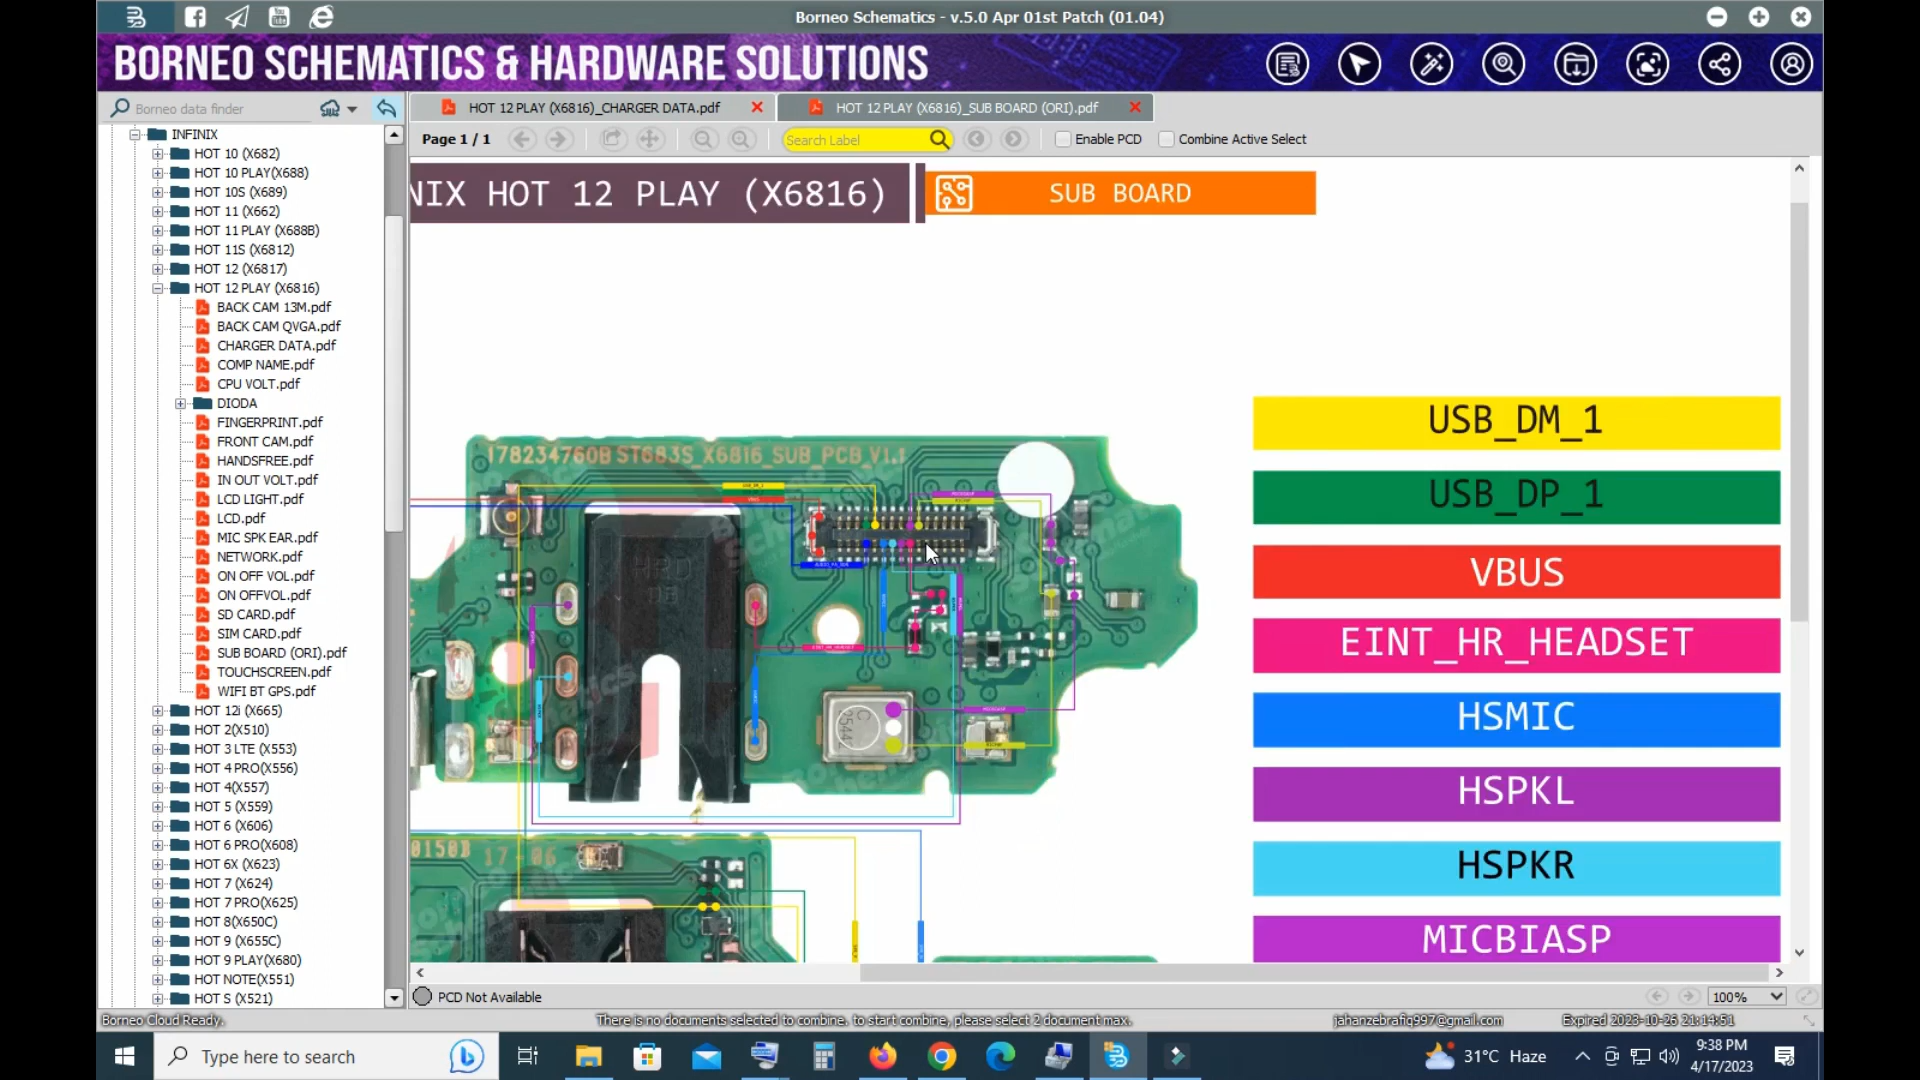 Borneo Schematics - v.5.0 Apr 01st Patch (01.04)
BORNEO SCHEMATICS & HARDWARE SOLUTIONS
Borneo data finder
HOT 12 PLAY (X6816)_CHARGER DATA.pdf
HOT 12 PLAY (X6816)_SUB BOARD (ORI).pdf
Page 1 / 1
Search Label
Enable PCD
Combine Active Select
INFINIX
HOT 10 (X682)
HOT 10 PLAY(X688)
HOT 10S (X689)
HOT 11 (X662)
HOT 11 PLAY (X688B)
HOT 11S (X6812)
HOT 12 (X6817)
HOT 12 PLAY (X6816)
BACK CAM 13M.pdf
BACK CAM QVGA.pdf
CHARGER DATA.pdf
COMP NAME.pdf
CPU VOLT.pdf
DIODA
FINGERPRINT.pdf
FRONT CAM.pdf
HANDSFREE.pdf
IN OUT VOLT.pdf
LCD LIGHT.pdf
LCD.pdf
MIC SPK EAR.pdf
NETWORK.pdf
ON OFF VOL.pdf
ON OFFVOL.pdf
SD CARD.pdf
SIM CARD.pdf
SUB BOARD (ORI).pdf
TOUCHSCREEN.pdf
WIFI BT GPS.pdf
HOT 12i (X665)
HOT 2(X510)
HOT 3 LTE (X553)
HOT 4 PRO(X556)
HOT 4(X557)
HOT 5 (X559)
HOT 6 (X606)
HOT 6 PRO(X608)
HOT 6X (X623)
HOT 7 (X624)
HOT 7 PRO(X625)
HOT 8(X650C)
HOT 9 (X655C)
HOT 9 PLAY(X680)
HOT NOTE(X551)
HOT S (X521)
NIX HOT 12 PLAY (X6816)
SUB BOARD
178234760B ST683S_X6816_SUB_PCB_V1.1
HRD
DB
C
2544
0150J 17-06
USB_DM_1
USB_DP_1
VBUS
EINT_HR_HEADSET
HSMIC
HSPKL
HSPKR
MICBIASP
PCD Not Available
100%
Borneo Cloud Ready.
There is no documents selected to combine. to start combine, please select 2 document max.
jahanzebrafiq997@gmail.com
Expired 2023-10-26 21:14:51
Type here to search
31°C Haze
9:38 PM
4/17/2023